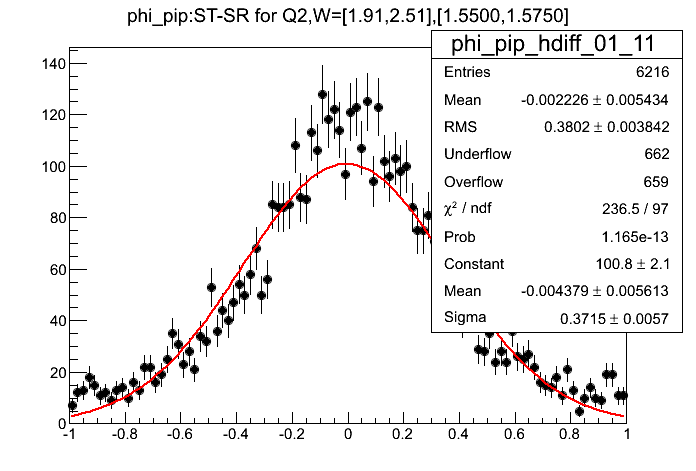 phi_pip:ST-SR for Q2,W=[1.91,2.51],[1.5500,1.5750]
phi_pip_hdiff_01_11
Entries 6216
Mean -0.002226 ± 0.005434
RMS 0.3802 ± 0.003842
Underflow 662
Overflow 659
χ² / ndf 236.5 / 97
Prob 1.165e-13
Constant 100.8 ± 2.1
Mean -0.004379 ± 0.005613
Sigma 0.3715 ± 0.0057
140
120
100
80
60
40
20
0
-1 -0.8 -0.6 -0.4 -0.2 0 0.2 0.4 0.6 0.8 1